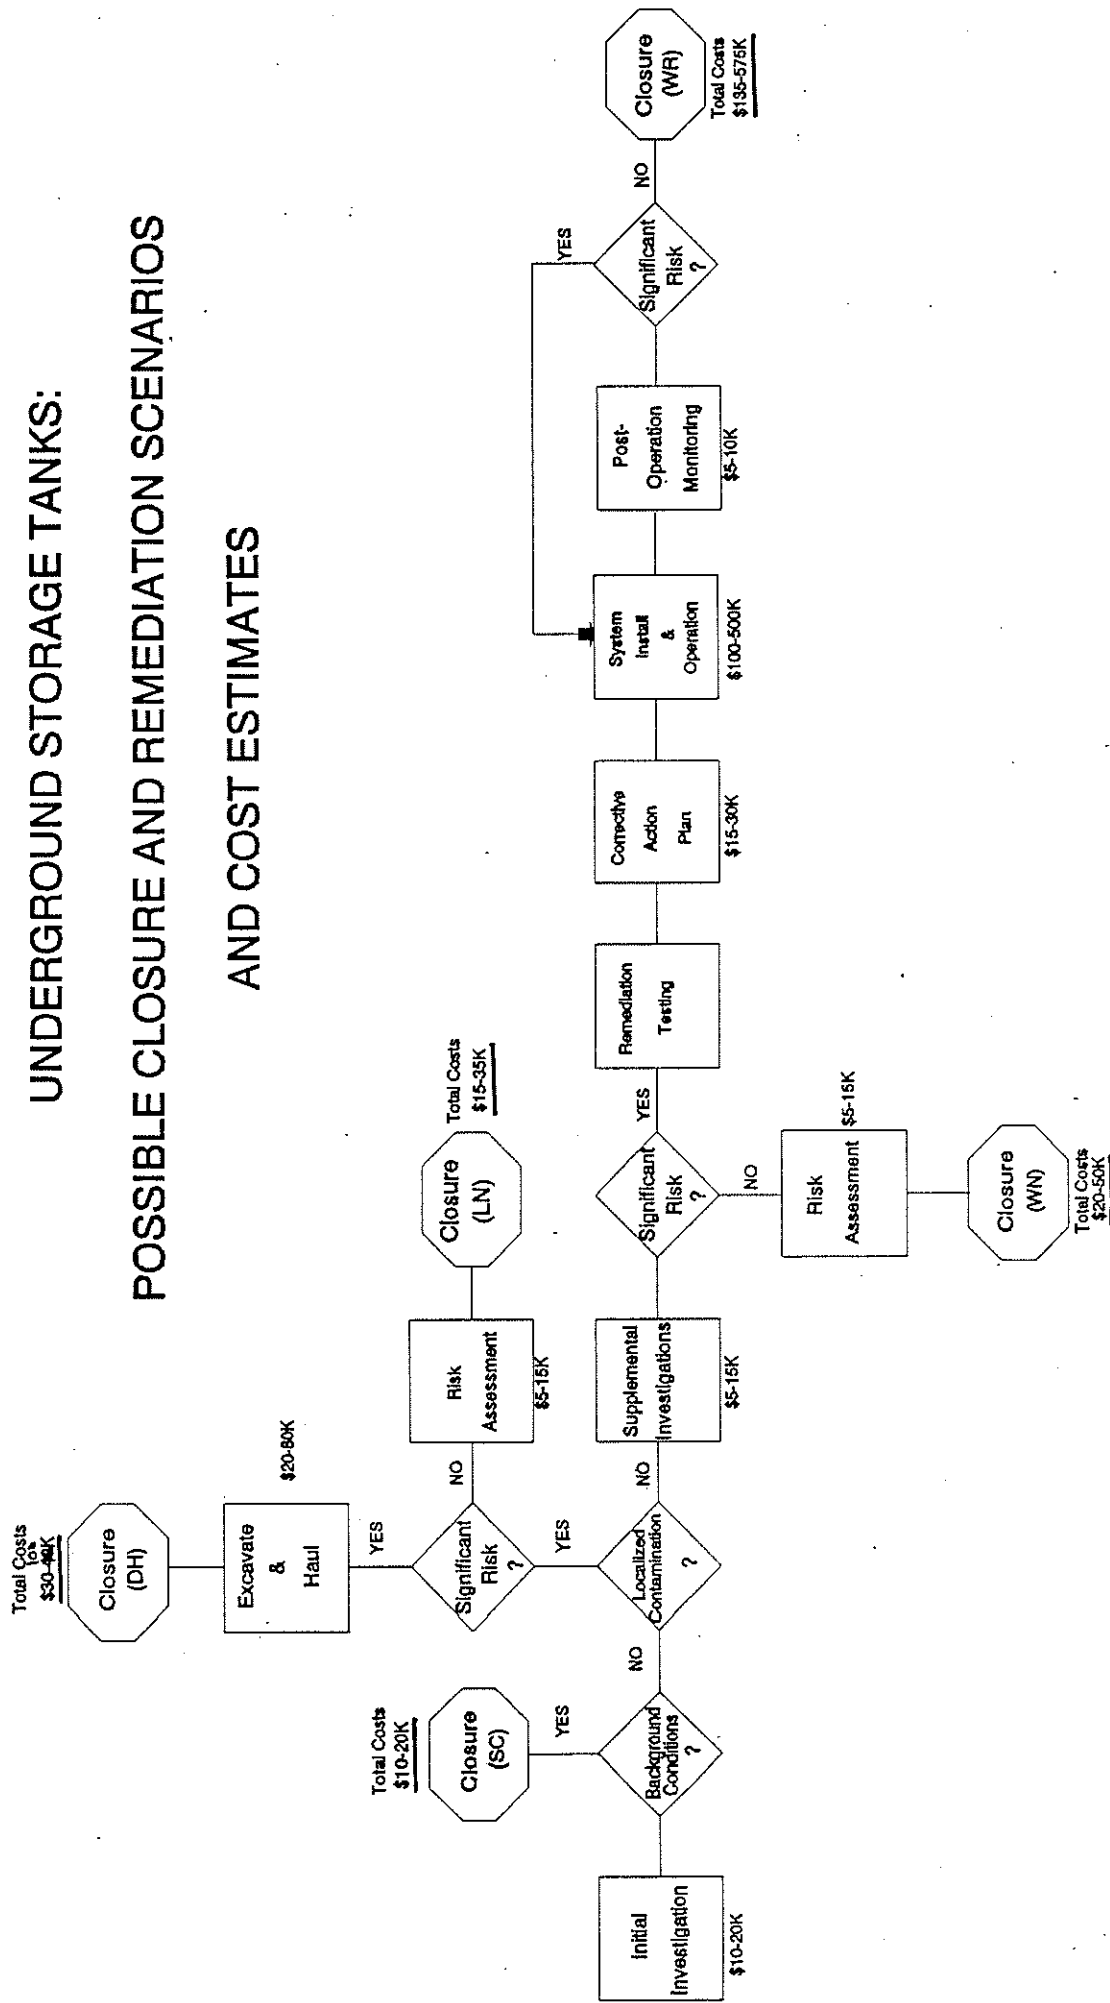 UNDERGROUND STORAGE TANKS:
POSSIBLE CLOSURE AND REMEDIATION SCENARIOS
AND COST ESTIMATES
Initial
Investigation
$10-20K
Background
Conditions
?
YES
Closure
(SC)
Total Costs
$10-20K
NO
Localized
Contamination
?
YES
Significant
Risk
?
YES
Excavate
&
Haul
$20-80K
Closure
(DH)
Total Costs
NO
Risk
Assessment
$5-15K
Closure
(LN)
Total Costs
$15-35K
NO
Supplemental
Investigations
$5-15K
Significant
Risk
?
NO
Risk
Assessment
$5-15K
Closure
(WN)
Total Costs
$20-50K
YES
Remediation
Testing
Corrective
Action
Plan
$15-30K
System
Install
&
Operation
$100-500K
Post-
Operation
Monitoring
$5-10K
Significant
Risk
?
YES
NO
Closure
(WR)
Total Costs
$135-575K